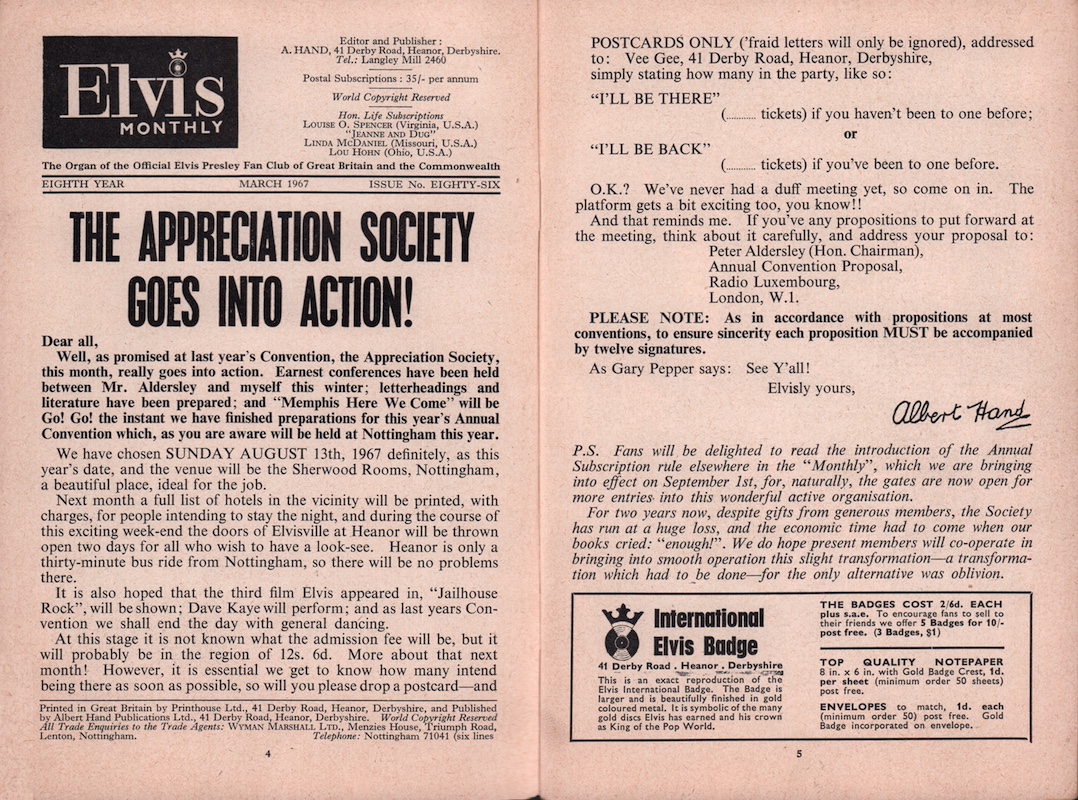 Elvis
MONTHLY
Editor and Publisher :
A. HAND, 41 Derby Road, Heanor, Derbyshire.
Tel.: Langley Mill 2460
Postal Subscriptions : 35/- per annum
World Copyright Reserved
Hon. Life Subscriptions
LOUISE O. SPENCER (Virginia, U.S.A.)
"JEANNE AND DUG"
LINDA MCDANIEL (Missouri, U.S.A.)
LOU HOHN (Ohio, U.S.A.)
The Organ of the Official Elvis Presley Fan Club of Great Britain and the Commonwealth
EIGHTH YEAR MARCH 1967 ISSUE No. EIGHTY-SIX
THE APPRECIATION SOCIETY
GOES INTO ACTION!
Dear all,
Well, as promised at last year's Convention, the Appreciation Society,
this month, really goes into action. Earnest conferences have been held
between Mr. Aldersley and myself this winter; letterheadings and
literature have been prepared; and "Memphis Here We Come" will be
Go! Go! the instant we have finished preparations for this year's Annual
Convention which, as you are aware will be held at Nottingham this year.
We have chosen SUNDAY AUGUST 13th, 1967 definitely, as this
year's date, and the venue will be the Sherwood Rooms, Nottingham,
a beautiful place, ideal for the job.
Next month a full list of hotels in the vicinity will be printed, with
charges, for people intending to stay the night, and during the course of
this exciting week-end the doors of Elvisville at Heanor will be thrown
open two days for all who wish to have a look-see. Heanor is only a
thirty-minute bus ride from Nottingham, so there will be no problems
there.
It is also hoped that the third film Elvis appeared in, "Jailhouse
Rock", will be shown; Dave Kaye will perform; and as last years Con-
vention we shall end the day with general dancing.
At this stage it is not known what the admission fee will be, but it
will probably be in the region of 12s. 6d. More about that next
month! However, it is essential we get to know how many intend
being there as soon as possible, so will you please drop a postcard—and
Printed in Great Britain by Printhouse Ltd., 41 Derby Road, Heanor, Derbyshire, and Published
by Albert Hand Publications Ltd., 41 Derby Road, Heanor, Derbyshire. World Copyright Reserved
All Trade Enquiries to the Trade Agents: WYMAN MARSHALL LTD., Menzies House, Triumph Road,
Lenton, Nottingham. Telephone: Nottingham 71041 (six lines
4
POSTCARDS ONLY ('fraid letters will only be ignored), addressed
to: Vee Gee, 41 Derby Road, Heanor, Derbyshire,
simply stating how many in the party, like so:
"I'LL BE THERE"
(............ tickets) if you haven't been to one before;
or
"I'LL BE BACK"
(............ tickets) if you've been to one before.
O.K.? We've never had a duff meeting yet, so come on in. The
platform gets a bit exciting too, you know!!
And that reminds me. If you've any propositions to put forward at
the meeting, think about it carefully, and address your proposal to:
Peter Aldersley (Hon. Chairman),
Annual Convention Proposal,
Radio Luxembourg,
London, W.1.
PLEASE NOTE: As in accordance with propositions at most
conventions, to ensure sincerity each proposition MUST be accompanied
by twelve signatures.
As Gary Pepper says: See Y'all!
Elvisly yours,
Albert Hand
P.S. Fans will be delighted to read the introduction of the Annual
Subscription rule elsewhere in the "Monthly", which we are bringing
into effect on September 1st, for, naturally, the gates are now open for
more entries into this wonderful active organisation.
For two years now, despite gifts from generous members, the Society
has run at a huge loss, and the economic time had to come when our
books cried: "enough!". We do hope present members will co-operate in
bringing into smooth operation this slight transformation—a transforma-
tion which had to be done—for the only alternative was oblivion.
International
Elvis Badge
41 Derby Road . Heanor . Derbyshire
This is an exact reproduction of the
Elvis International Badge. The Badge is
larger and is beautifully finished in gold
coloured metal. It is symbolic of the many
gold discs Elvis has earned and his crown
as King of the Pop World.
THE BADGES COST 2/6d. EACH
plus s.a.e. To encourage fans to sell to
their friends we offer 5 Badges for 10/-
post free. (3 Badges, $1)
TOP QUALITY NOTEPAPER
8 in. x 6 in. with Gold Badge Crest, 1d.
per sheet (minimum order 50 sheets)
post free.
ENVELOPES to match, 1d. each
(minimum order 50) post free. Gold
Badge incorporated on envelope.
5